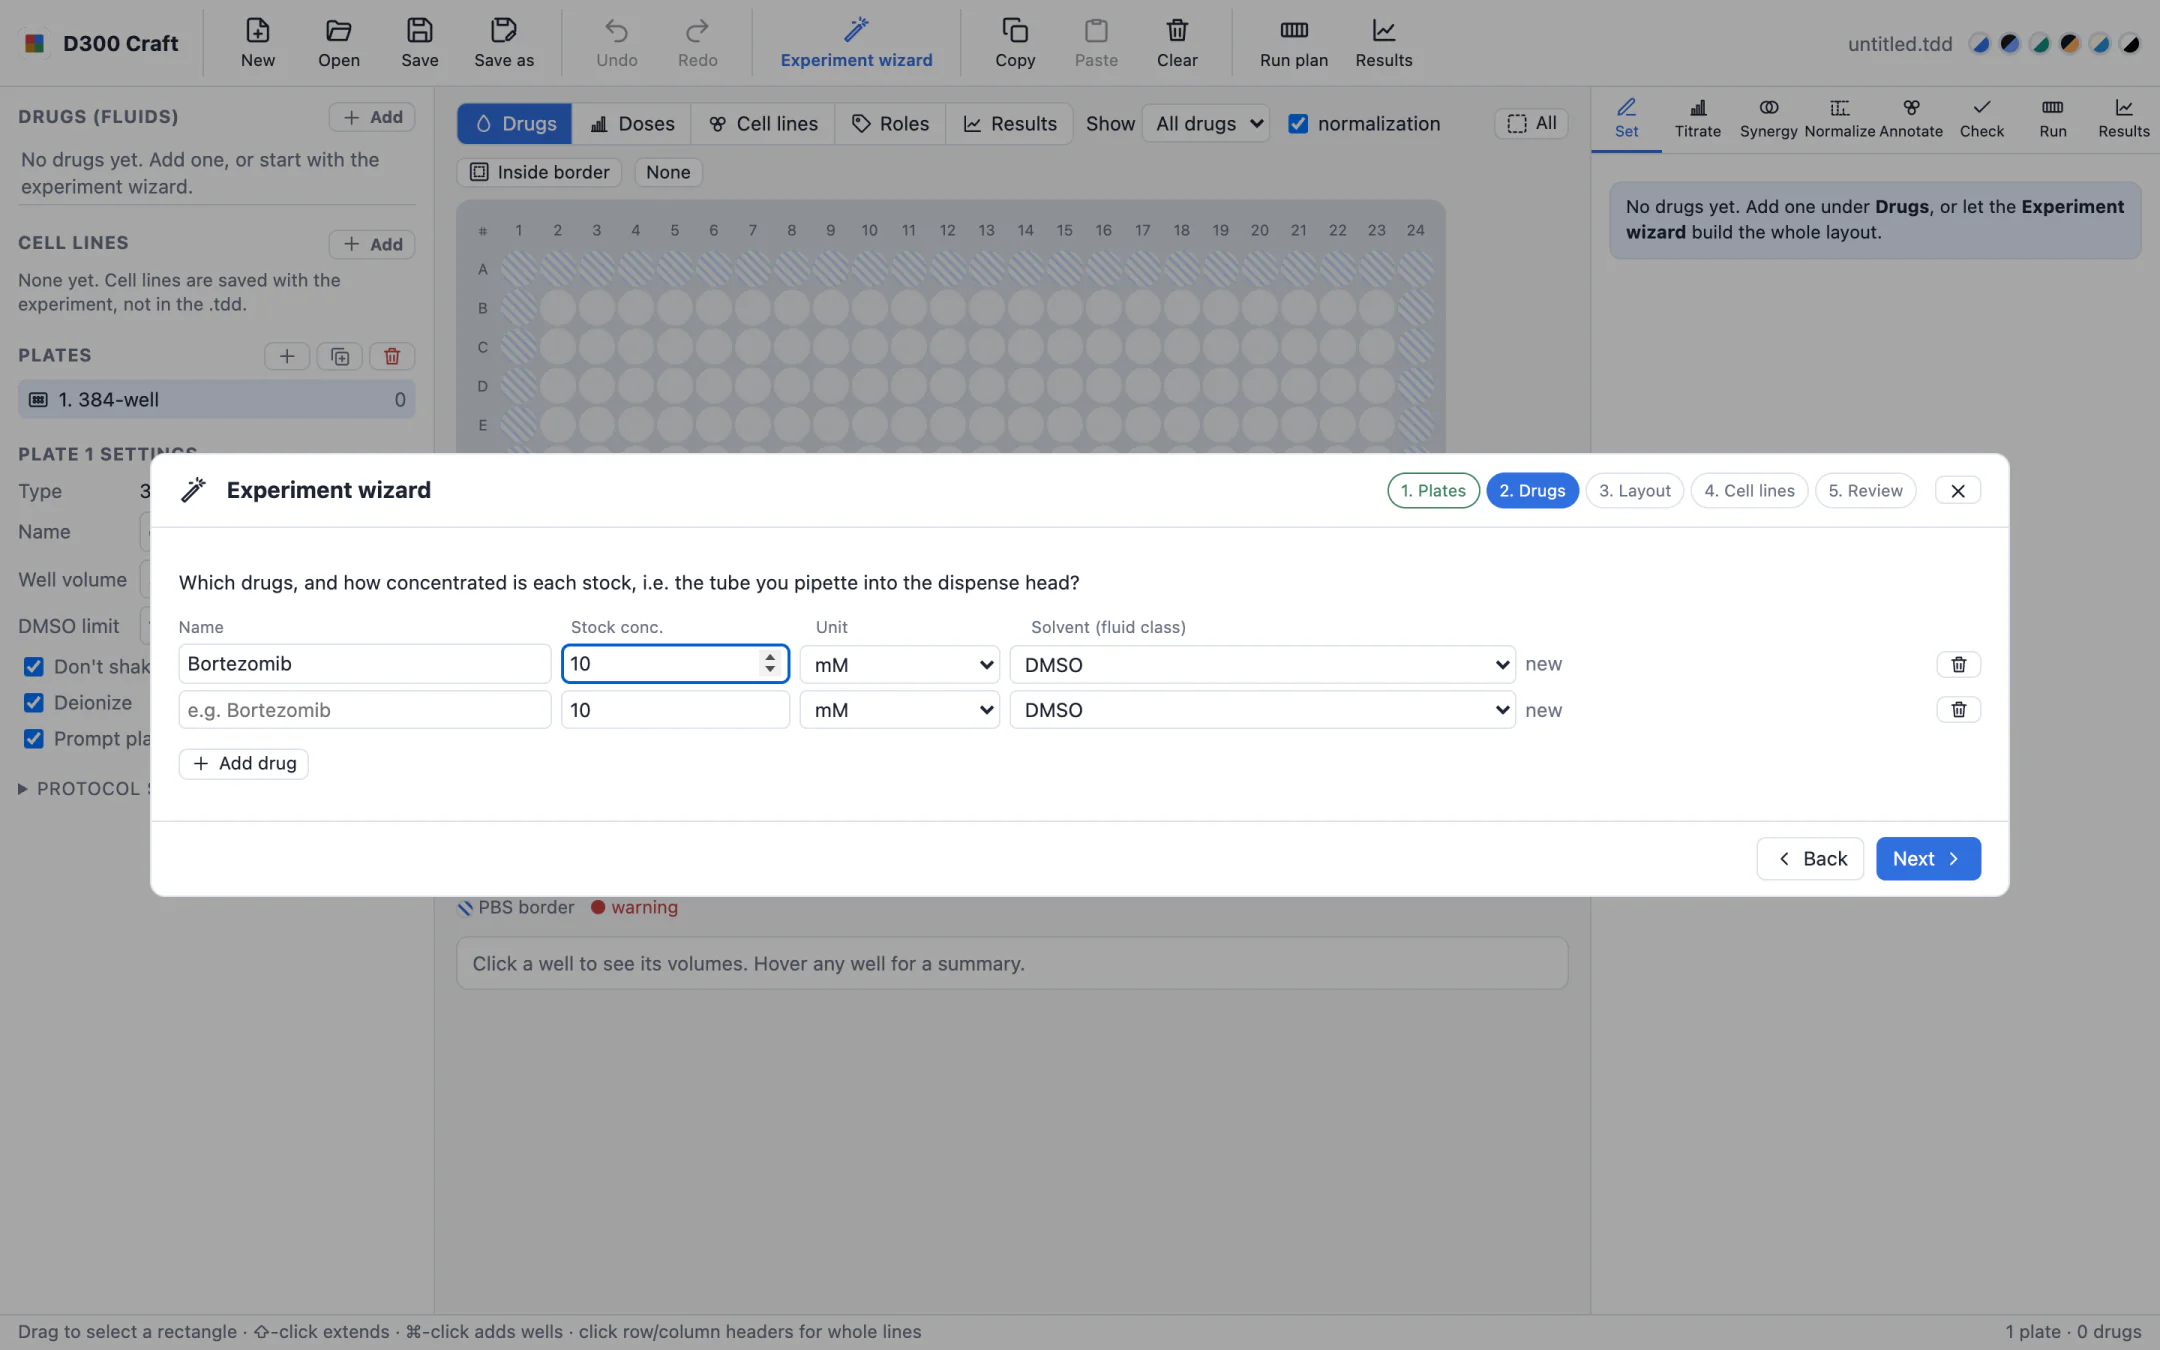 D300 Craft
New
Open
Save
Save as
Undo
Redo
Experiment wizard
Copy
Paste
Clear
Run plan
Results
untitled.tdd
DRUGS (FLUIDS)
Add
No drugs yet. Add one, or start with the
experiment wizard.
CELL LINES
Add
None yet. Cell lines are saved with the
experiment, not in the .tdd.
PLATES
1. 384-well 0
PLATE 1 SETTINGS
Type 3
Name
Well volume
DMSO limit
Don't shak
Deionize
Prompt pla
PROTOCOL S
Drugs Doses Cell lines Roles Results Show All drugs normalization All
Inside border None
# 1 2 3 4 5 6 7 8 9 10 11 12 13 14 15 16 17 18 19 20 21 22 23 24
A
B
C
D
E
Set Titrate Synergy Normalize Annotate Check Run Results
No drugs yet. Add one under Drugs, or let the Experiment
wizard build the whole layout.
Experiment wizard
1. Plates 2. Drugs 3. Layout 4. Cell lines 5. Review
Which drugs, and how concentrated is each stock, i.e. the tube you pipette into the dispense head?
Name Stock conc. Unit Solvent (fluid class)
Bortezomib 10 mM DMSO new
e.g. Bortezomib 10 mM DMSO new
Add drug
Back Next
PBS border warning
Click a well to see its volumes. Hover any well for a summary.
Drag to select a rectangle · ⇧-click extends · ⌘-click adds wells · click row/column headers for whole lines
1 plate · 0 drugs